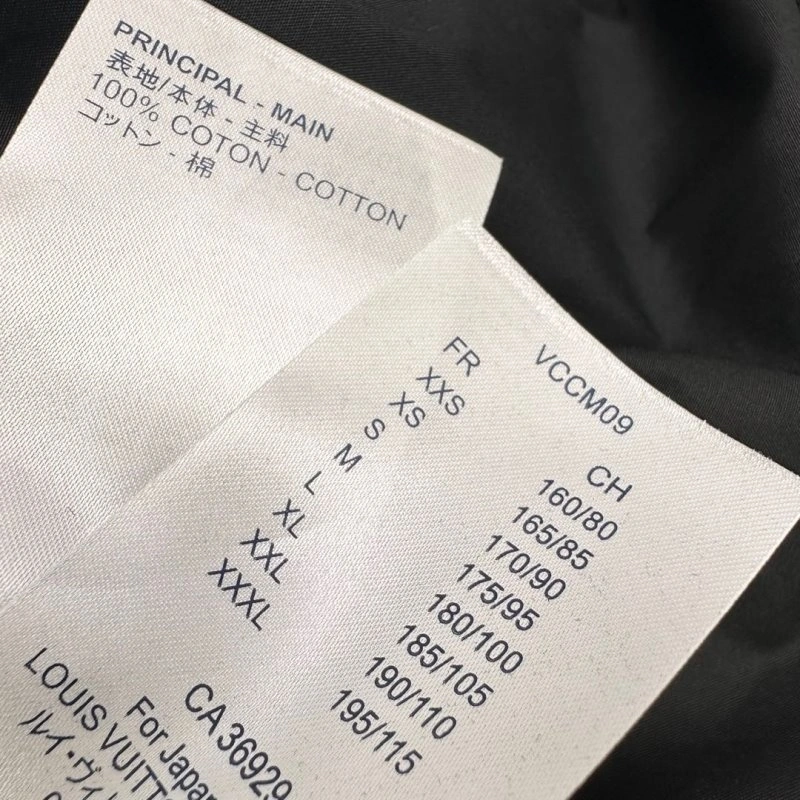 PRINCIPAL - MAIN
表地/本体 - 主料
100% COTON - COTTON
コットン - 棉
VCCM09
FR CH
XXS 160/80
XS 165/85
S 170/90
M 175/95
L 180/100
XL 185/105
XXL 190/110
XXXL 195/115
CA 36929
For Japan
LOUIS VUITT
ルイ・ヴィ